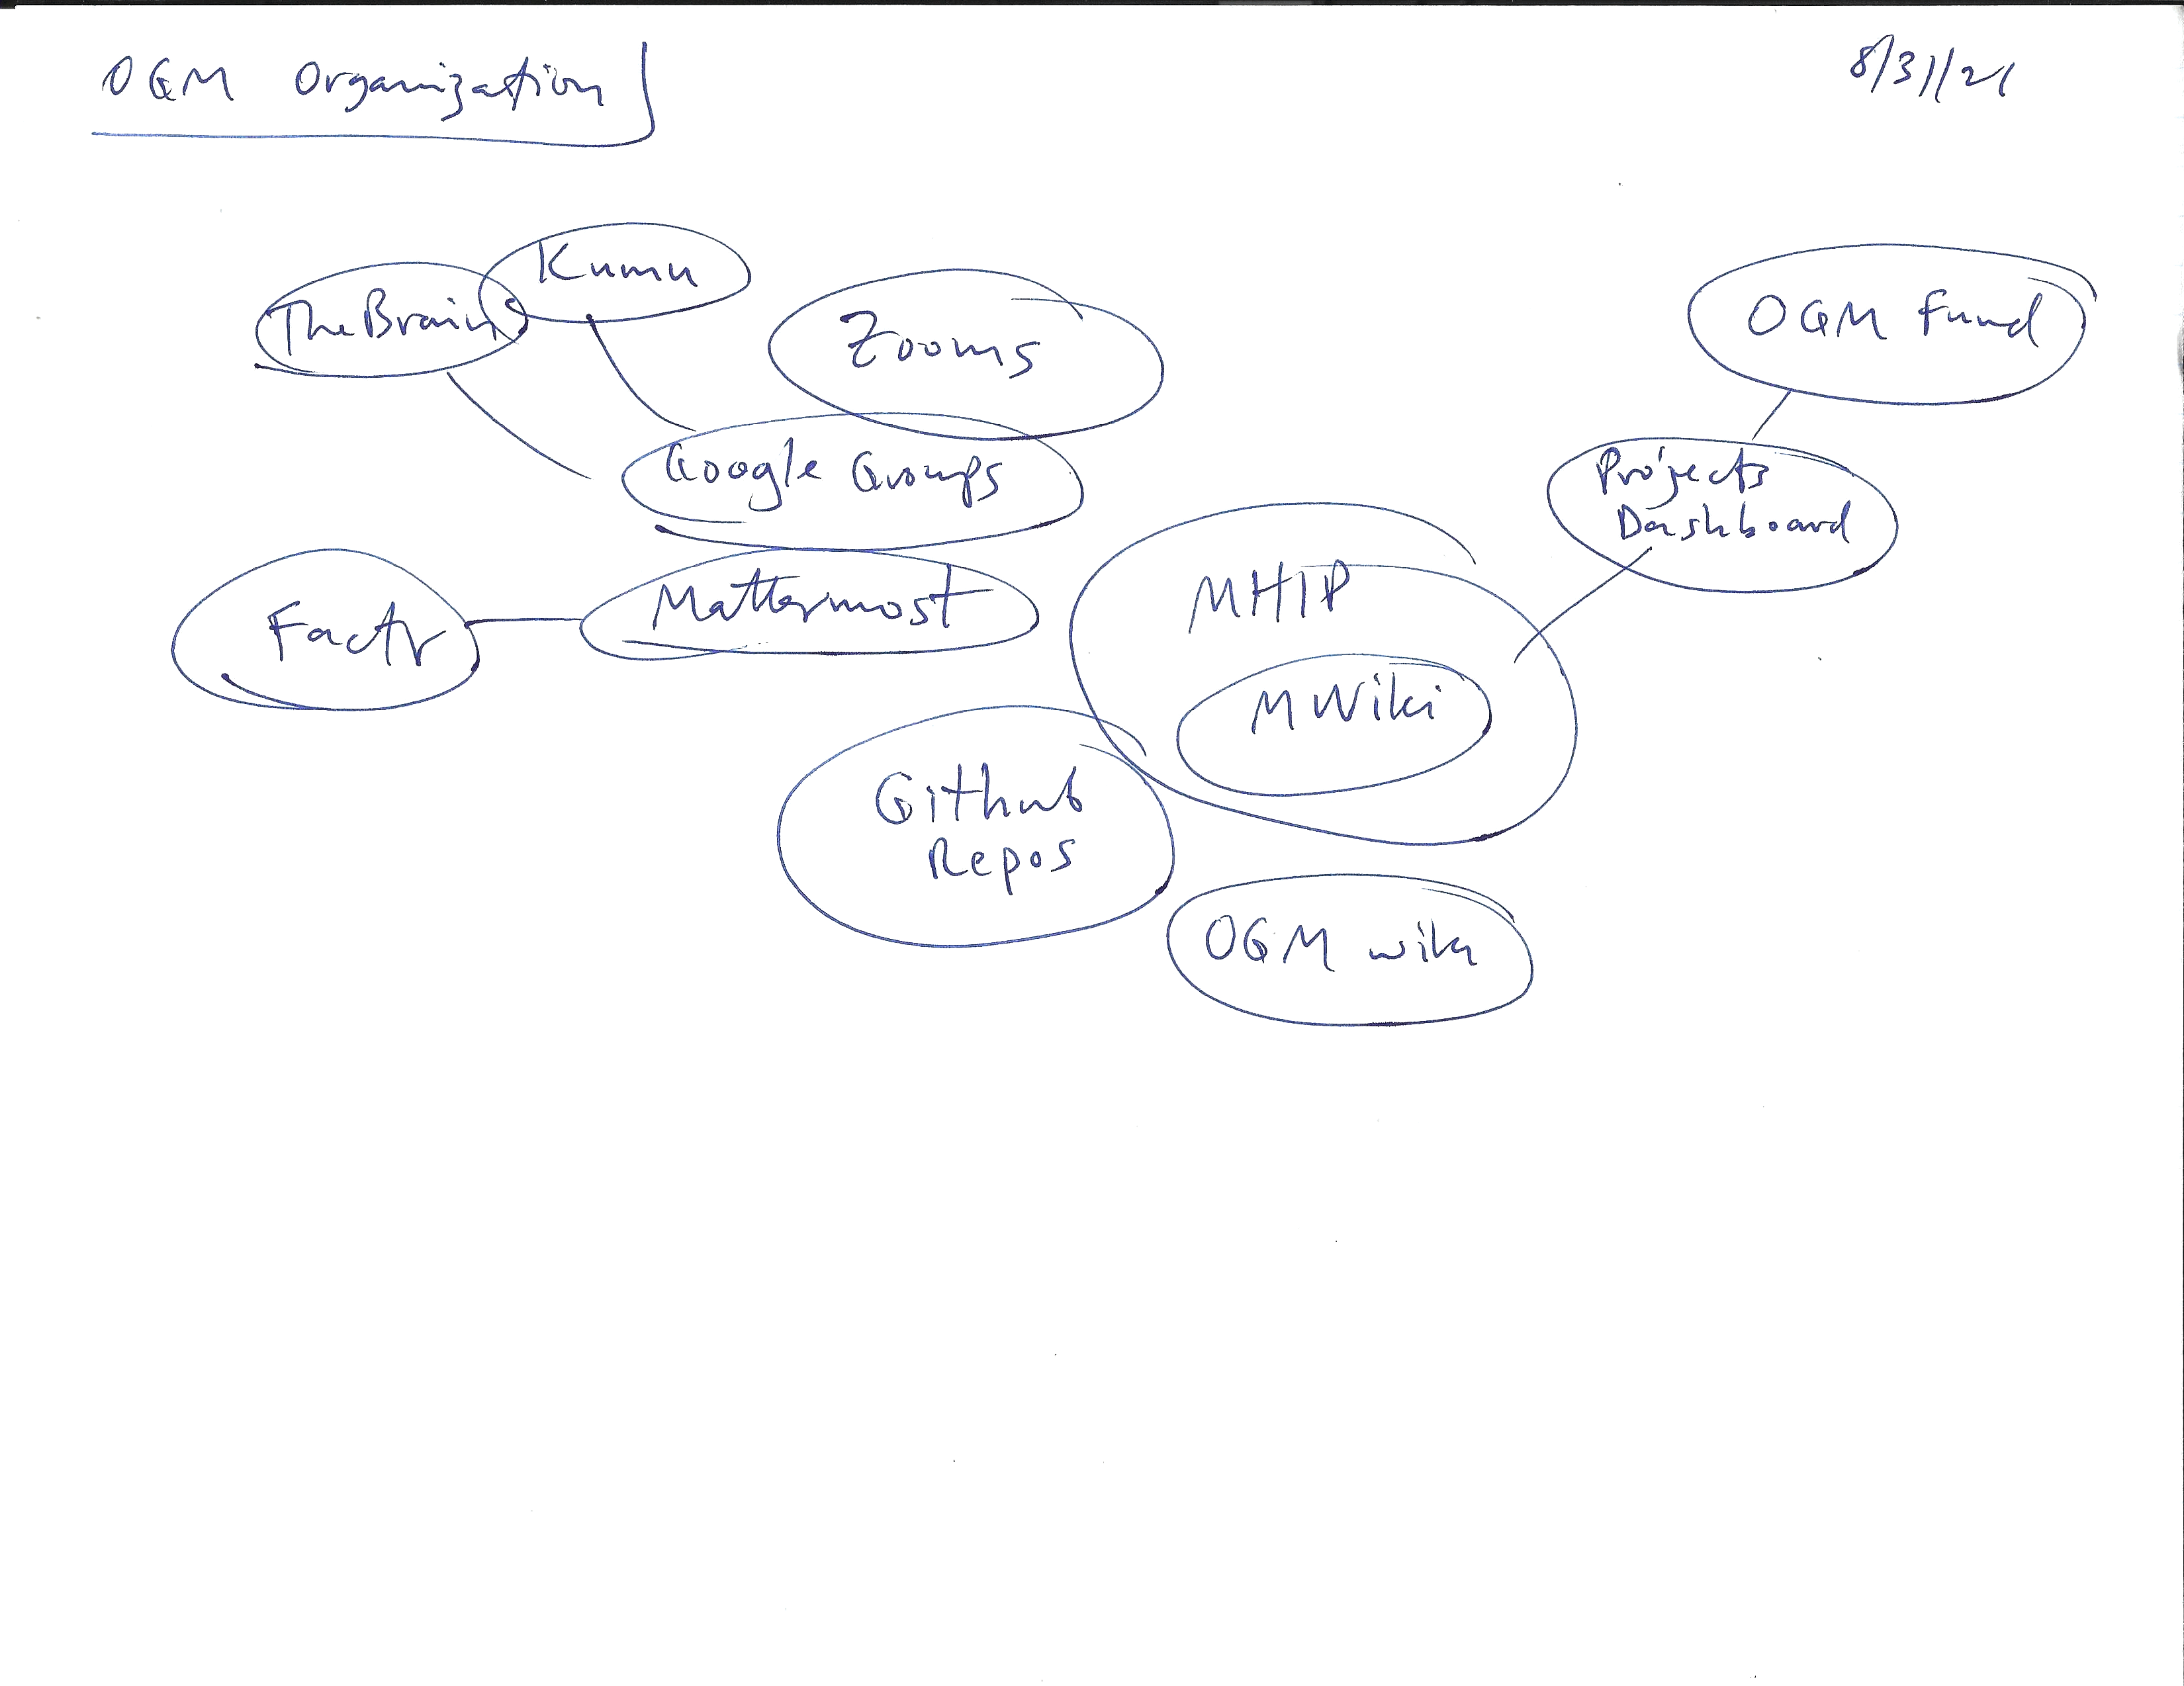 OGM Organization
8/31/21
Kumu
TheBrain
Zooms
OGM Fund
Google Groups
Projects
Dashboard
Factr
Mattermost
MHIP
MWiki
Github
Repos
OGM wiki